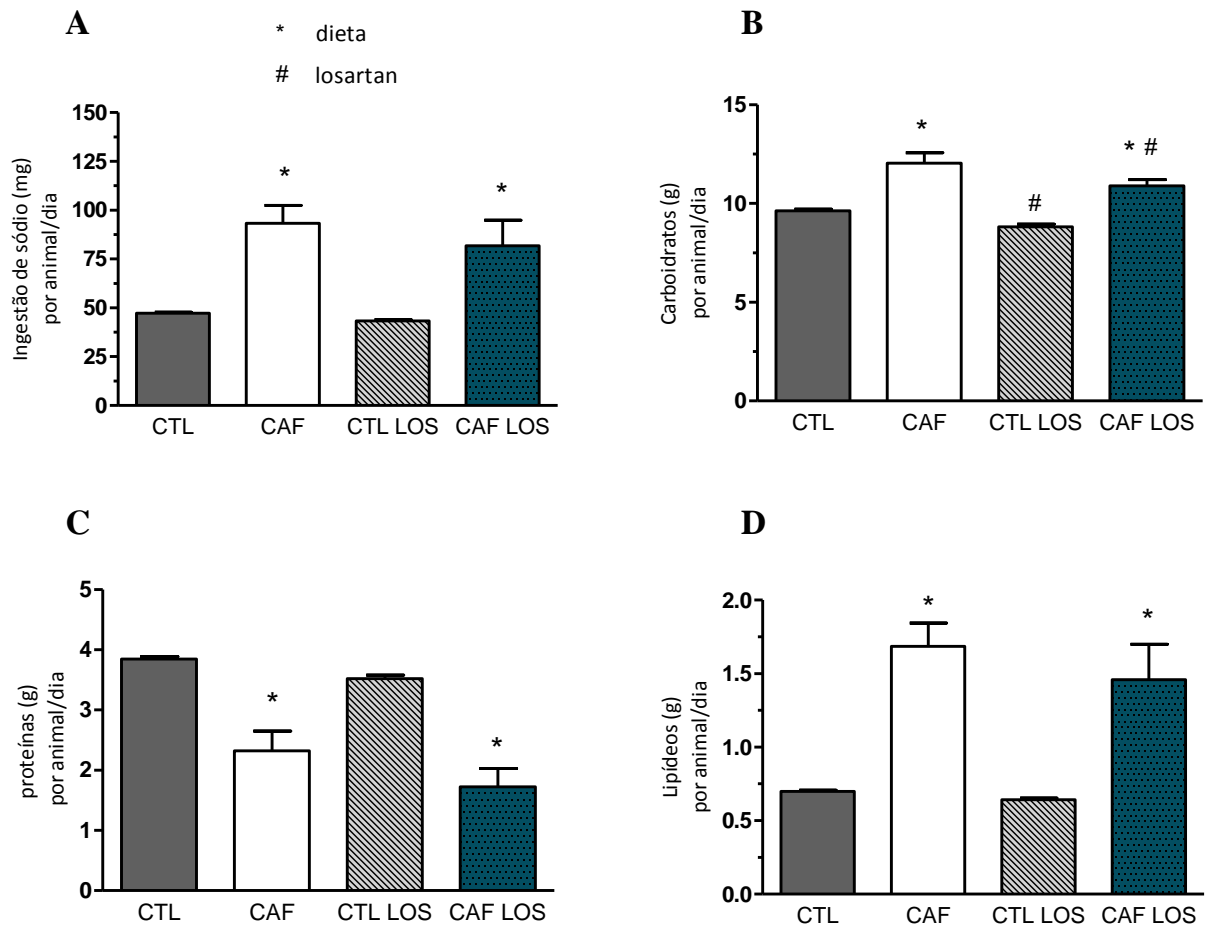 A
* dieta
# losartan
Ingestão de sódio (mg)
por animal/dia
150
125
100
75
50
25
0
*
*
CTL CAF CTL LOS CAF LOS
B
Carboidratos (g)
por animal/dia
15
10
5
0
*
#
* #
CTL CAF CTL LOS CAF LOS
C
proteínas (g)
por animal/dia
5
4
3
2
1
0
*
*
CTL CAF CTL LOS CAF LOS
D
Lipídeos (g)
por animal/dia
2.0
1.5
1.0
0.5
0.0
*
*
CTL CAF CTL LOS CAF LOS